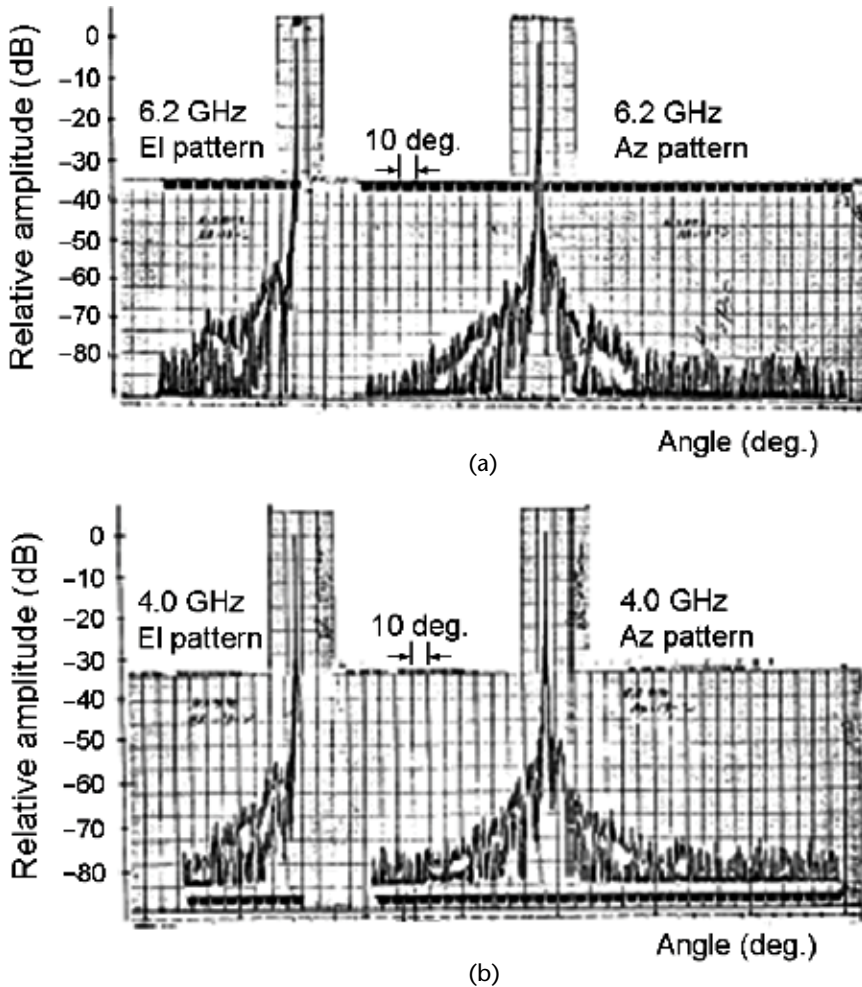 Relative amplitude (dB)
0
−10
−20
−30
−40
−50
−60
−70
−80
6.2 GHz
El pattern
10 deg.
6.2 GHz
Az pattern
Angle (deg.)
(a)
Relative amplitude (dB)
0
−10
−20
−30
−40
−50
−60
−70
−80
4.0 GHz
El pattern
10 deg.
4.0 GHz
Az pattern
Angle (deg.)
(b)